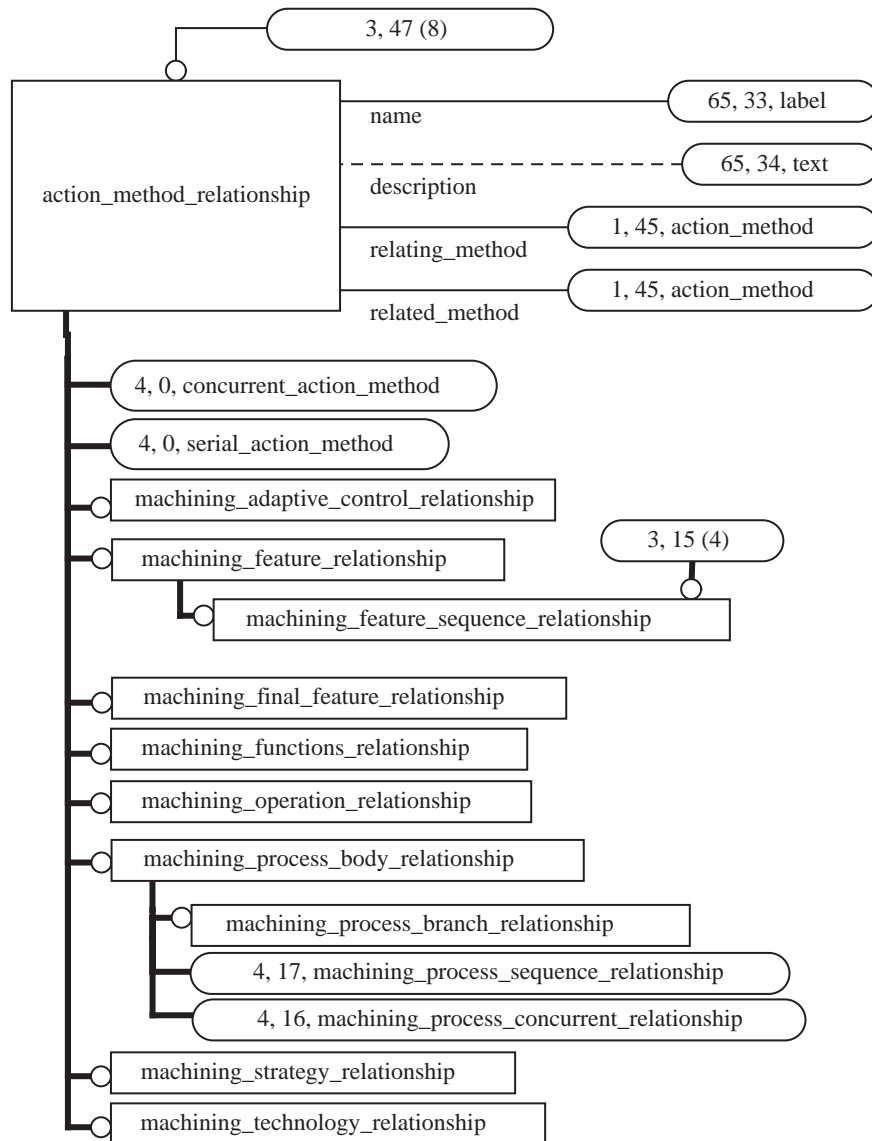 3, 47 (8)
65, 33, label
name
65, 34, text
action_method_relationship
description
1, 45, action_method
relating_method
1, 45, action_method
related_method
4, 0, concurrent_action_method
4, 0, serial_action_method
machining_adaptive_control_relationship
3, 15 (4)
machining_feature_relationship
machining_feature_sequence_relationship
machining_final_feature_relationship
machining_functions_relationship
machining_operation_relationship
machining_process_body_relationship
machining_process_branch_relationship
4, 17, machining_process_sequence_relationship
4, 16, machining_process_concurrent_relationship
machining_strategy_relationship
machining_technology_relationship